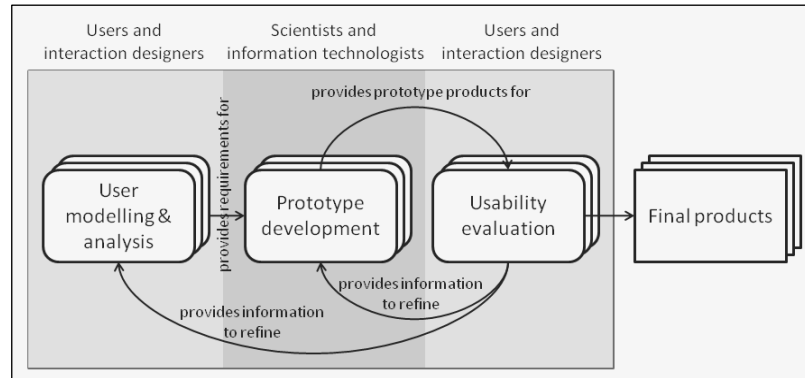 Users and
interaction designers
Scientists and
information technologists
Users and
interaction designers
provides prototype products for
provides requirements for
User
modelling &
analysis
Prototype
development
Usability
evaluation
Final products
provides information
to refine
provides information
to refine